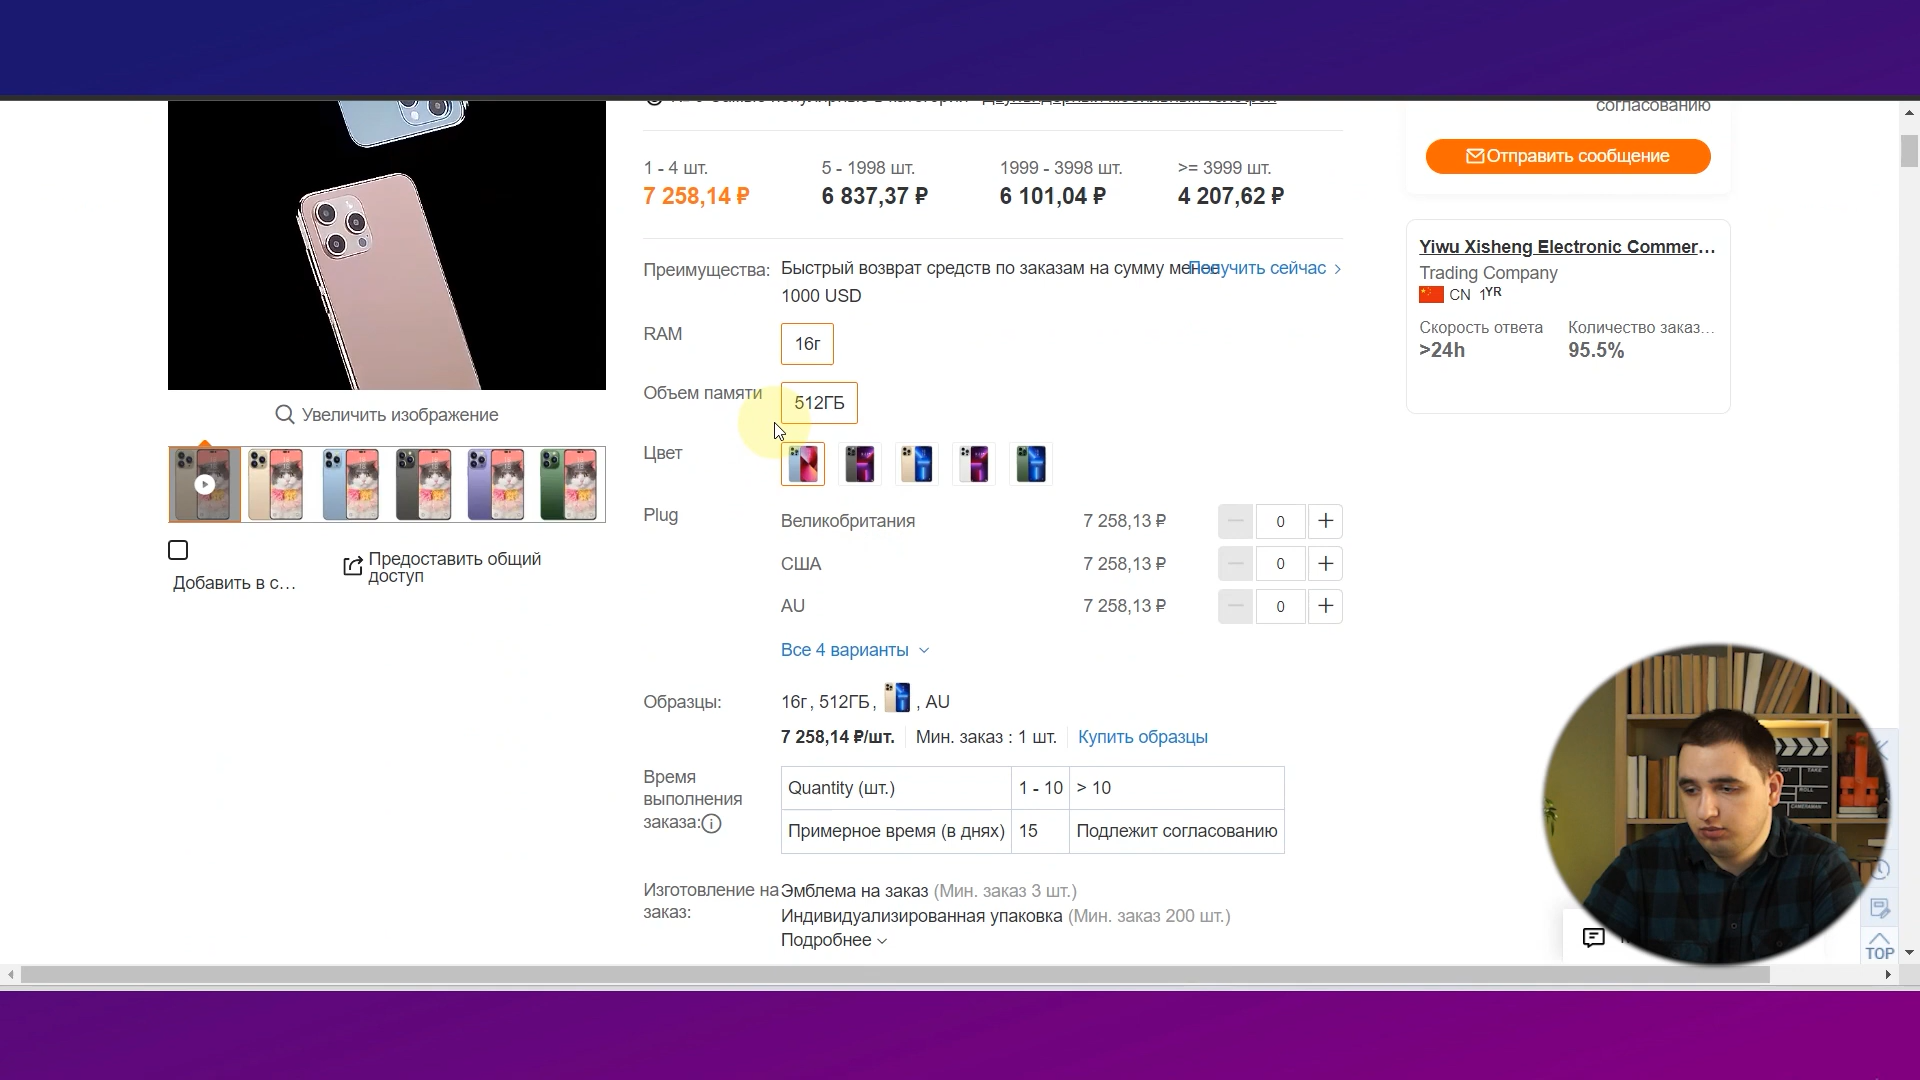 согласованию
Отправить сообщение
1 - 4 шт.
5 - 1998 шт.
1999 - 3998 шт.
>= 3999 шт.
7 258,14 ₽
6 837,37 ₽
6 101,04 ₽
4 207,62 ₽
Yiwu Xisheng Electronic Commer...
Trading Company
CN 1YR
Скорость ответа
Количество заказ...
>24h
95.5%
Преимущества:
Быстрый возврат средств по заказам на сумму менее
Получить сейчас >
1000 USD
RAM
16г
Объем памяти
512ГБ
Увеличить изображение
Цвет
Plug
Великобритания
7 258,13 ₽
0
США
7 258,13 ₽
0
AU
7 258,13 ₽
0
Предоставить общий
доступ
Добавить в с...
Все 4 варианты
Образцы:
16г, 512ГБ, , AU
7 258,14 ₽/шт.
Мин. заказ : 1 шт.
Купить образцы
Время
выполнения
заказа:
Quantity (шт.)
1 - 10
> 10
Примерное время (в днях)
15
Подлежит согласованию
Изготовление на
заказ:
Эмблема на заказ (Мин. заказ 3 шт.)
Индивидуализированная упаковка (Мин. заказ 200 шт.)
Подробнее
TOP